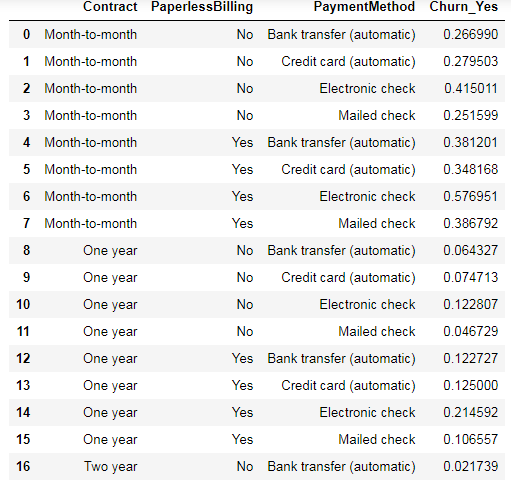 Contract PaperlessBilling PaymentMethod Churn_Yes
0 Month-to-month No Bank transfer (automatic) 0.266990
1 Month-to-month No Credit card (automatic) 0.279503
2 Month-to-month No Electronic check 0.415011
3 Month-to-month No Mailed check 0.251599
4 Month-to-month Yes Bank transfer (automatic) 0.381201
5 Month-to-month Yes Credit card (automatic) 0.348168
6 Month-to-month Yes Electronic check 0.576951
7 Month-to-month Yes Mailed check 0.386792
8 One year No Bank transfer (automatic) 0.064327
9 One year No Credit card (automatic) 0.074713
10 One year No Electronic check 0.122807
11 One year No Mailed check 0.046729
12 One year Yes Bank transfer (automatic) 0.122727
13 One year Yes Credit card (automatic) 0.125000
14 One year Yes Electronic check 0.214592
15 One year Yes Mailed check 0.106557
16 Two year No Bank transfer (automatic) 0.021739